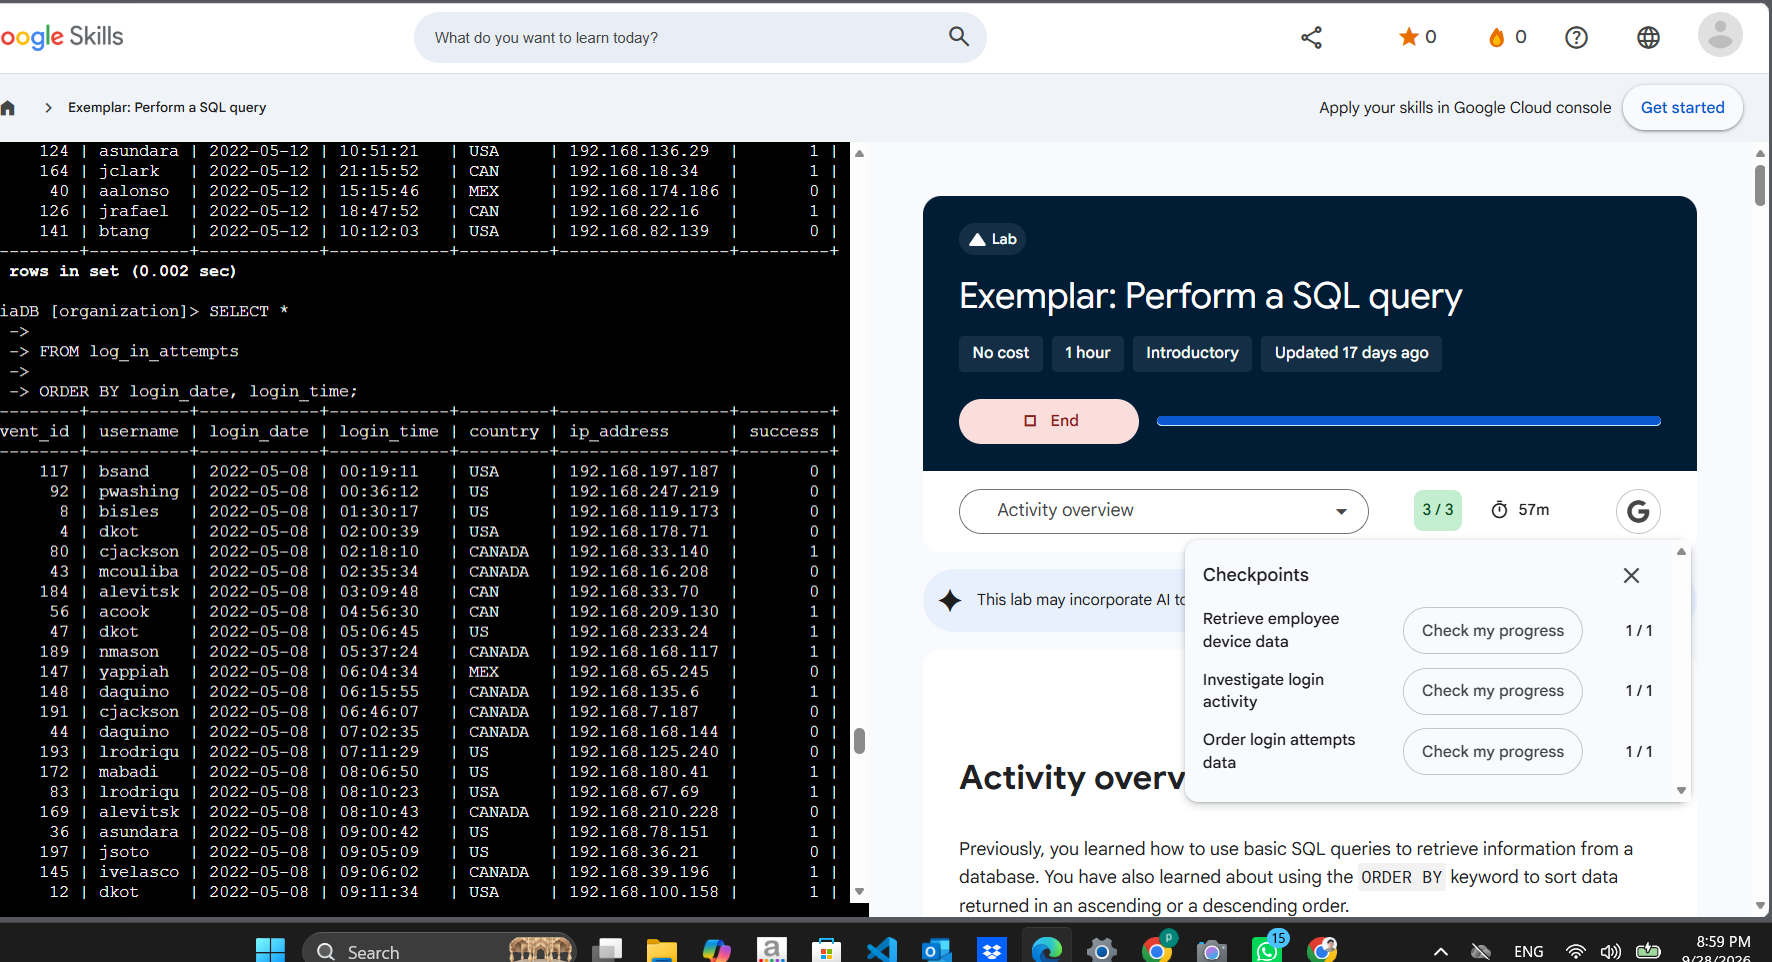 oogle Skills
What do you want to learn today?
0
0
Exemplar: Perform a SQL query
Apply your skills in Google Cloud console
Get started
124 | asundara | 2022-05-12 | 10:51:21 | USA | 192.168.136.29 | 1 |
164 | jclark | 2022-05-12 | 21:15:52 | CAN | 192.168.18.34 | 1 |
40 | aalonso | 2022-05-12 | 15:15:46 | MEX | 192.168.174.186 | 0 |
126 | jrafael | 2022-05-12 | 18:47:52 | CAN | 192.168.22.16 | 1 |
141 | btang | 2022-05-12 | 10:12:03 | USA | 192.168.82.139 | 0 |
--------+----------+------------+------------+---------+-----------------+---------+
rows in set (0.002 sec)
iaDB [organization]> SELECT *
->
-> FROM log_in_attempts
->
-> ORDER BY login_date, login_time;
--------+----------+------------+------------+---------+-----------------+---------+
vent_id | username | login_date | login_time | country | ip_address | success |
--------+----------+------------+------------+---------+-----------------+---------+
117 | bsand | 2022-05-08 | 00:19:11 | USA | 192.168.197.187 | 0 |
92 | pwashing | 2022-05-08 | 00:36:12 | US | 192.168.247.219 | 0 |
8 | bisles | 2022-05-08 | 01:30:17 | US | 192.168.119.173 | 0 |
4 | dkot | 2022-05-08 | 02:00:39 | USA | 192.168.178.71 | 0 |
80 | cjackson | 2022-05-08 | 02:18:10 | CANADA | 192.168.33.140 | 1 |
43 | mcouliba | 2022-05-08 | 02:35:34 | CANADA | 192.168.16.208 | 0 |
184 | alevitsk | 2022-05-08 | 03:09:48 | CAN | 192.168.33.70 | 0 |
56 | acook | 2022-05-08 | 04:56:30 | CAN | 192.168.209.130 | 1 |
47 | dkot | 2022-05-08 | 05:06:45 | US | 192.168.233.24 | 1 |
189 | nmason | 2022-05-08 | 05:37:24 | CANADA | 192.168.168.117 | 1 |
147 | yappiah | 2022-05-08 | 06:04:34 | MEX | 192.168.65.245 | 0 |
148 | daquino | 2022-05-08 | 06:15:55 | CANADA | 192.168.135.6 | 1 |
191 | cjackson | 2022-05-08 | 06:46:07 | CANADA | 192.168.7.187 | 0 |
44 | daquino | 2022-05-08 | 07:02:35 | CANADA | 192.168.168.144 | 0 |
193 | lrodriqu | 2022-05-08 | 07:11:29 | US | 192.168.125.240 | 0 |
172 | mabadi | 2022-05-08 | 08:06:50 | US | 192.168.180.41 | 1 |
83 | lrodriqu | 2022-05-08 | 08:10:23 | USA | 192.168.67.69 | 1 |
169 | alevitsk | 2022-05-08 | 08:10:43 | CANADA | 192.168.210.228 | 0 |
36 | asundara | 2022-05-08 | 09:00:42 | US | 192.168.78.151 | 1 |
197 | jsoto | 2022-05-08 | 09:05:09 | US | 192.168.36.21 | 0 |
145 | ivelasco | 2022-05-08 | 09:06:02 | CANADA | 192.168.39.196 | 1 |
12 | dkot | 2022-05-08 | 09:11:34 | USA | 192.168.100.158 | 1 |
Lab
Exemplar: Perform a SQL query
No cost
1 hour
Introductory
Updated 17 days ago
End
Activity overview
3 / 3
57m
G
This lab may incorporate AI to
Checkpoints
Retrieve employee
device data
Check my progress
1 / 1
Investigate login
activity
Check my progress
1 / 1
Order login attempts
data
Check my progress
1 / 1
Activity overv
Previously, you learned how to use basic SQL queries to retrieve information from a
database. You have also learned about using the ORDER BY keyword to sort data
returned in an ascending or a descending order.
Search
a
p
15
ENG
8:59 PM
9/28/2026